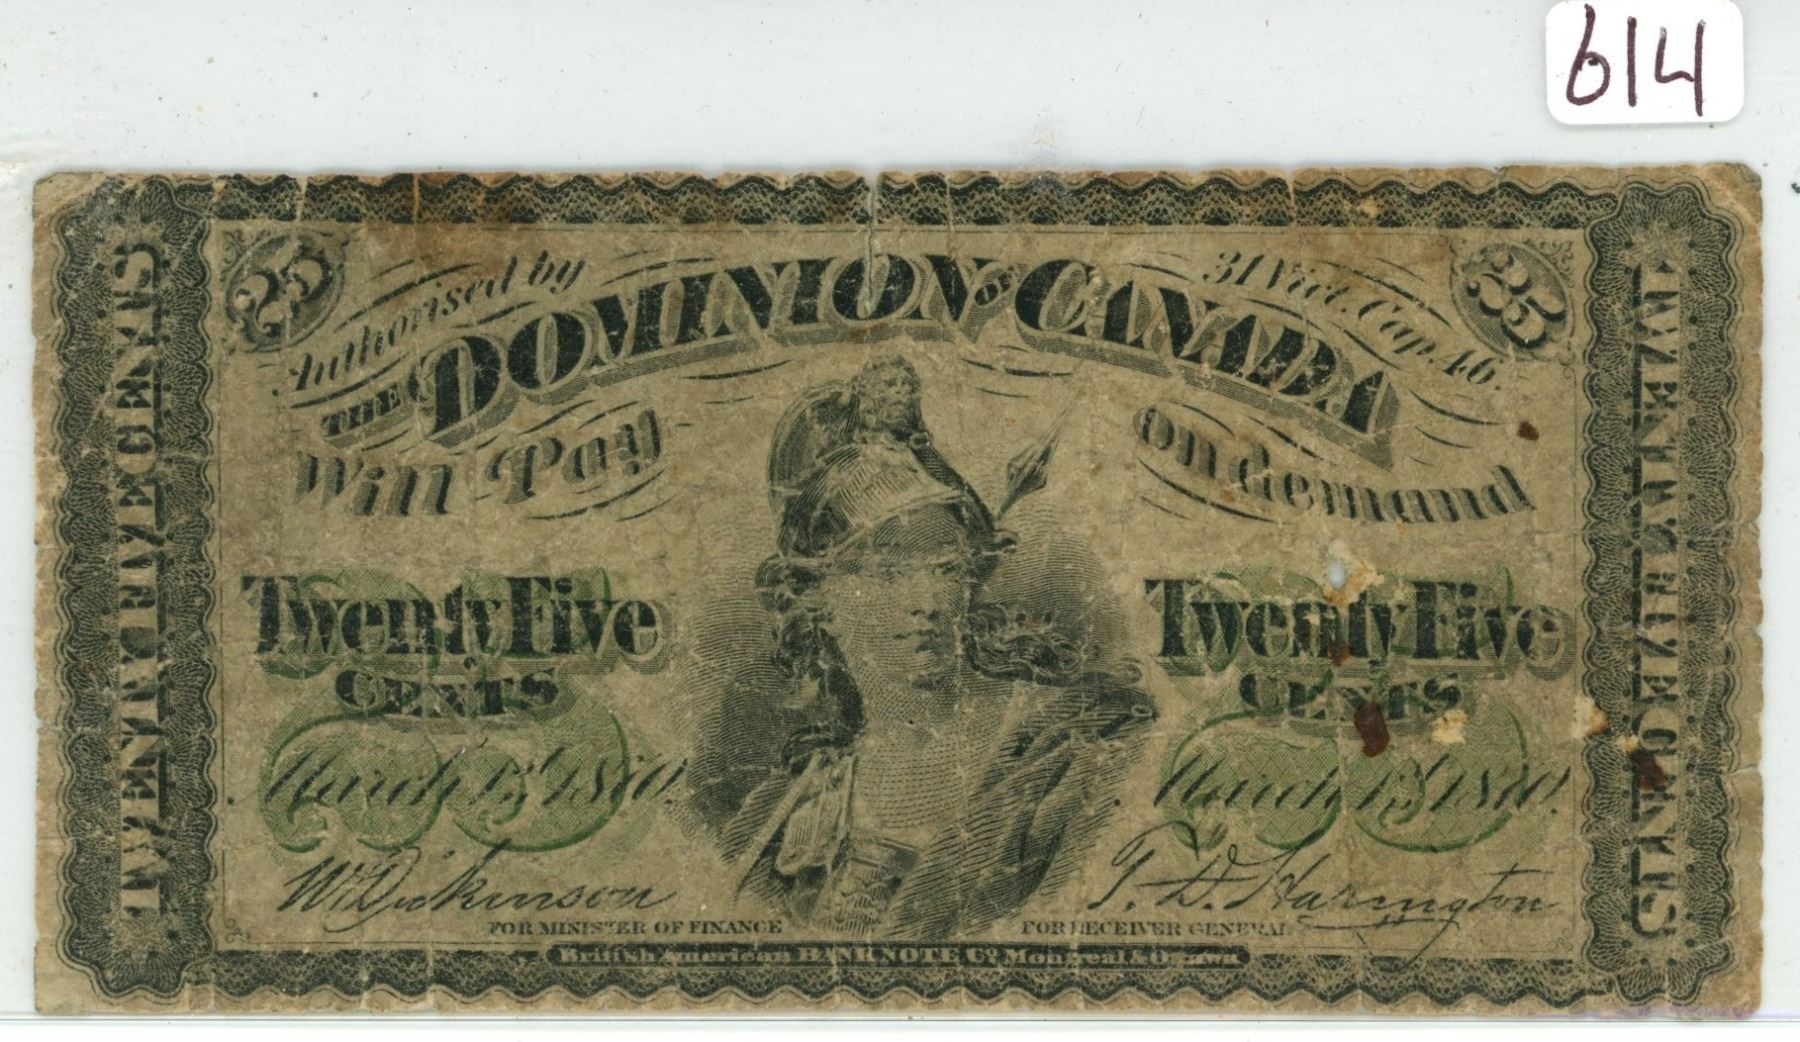 614
25
25
Authorised by
31 Vict. Cap. 46.
THE DOMINION OF CANADA
Will Pay on demand
Twenty Five
CENTS
Twenty Five
CENTS
March 1st 1870.
March 1st 1870.
W Dickinson
T. D. Harington
FOR MINISTER OF FINANCE
FOR RECEIVER GENERAL
British American BANK NOTE Co. Montreal & Ottawa
TWENTY FIVE CENTS
TWENTY FIVE CENTS